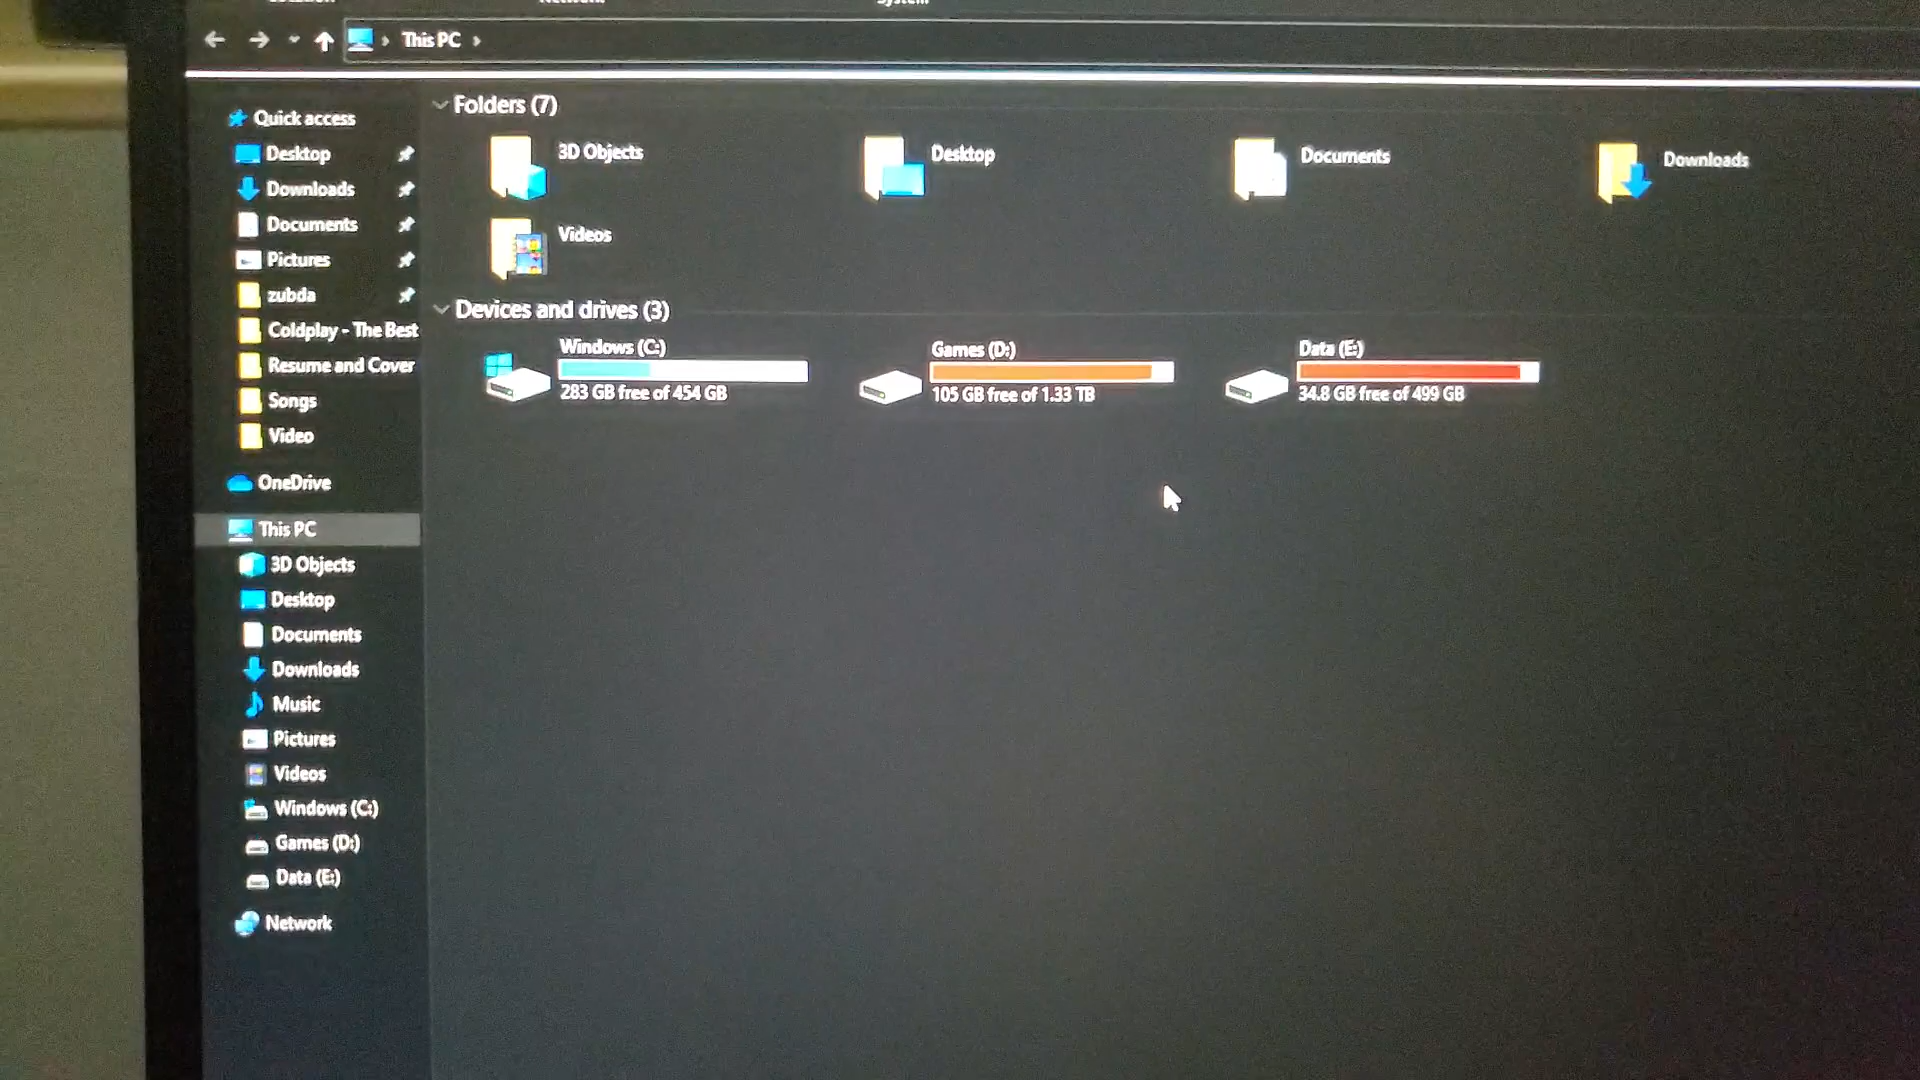 This PC
Quick access
Desktop
Downloads
Documents
Pictures
zubda
Coldplay - The Best
Resume and Cover
Songs
Video
OneDrive
This PC
3D Objects
Desktop
Documents
Downloads
Music
Pictures
Videos
Windows (C:)
Games (D:)
Data (E:)
Network
Folders (7)
3D Objects
Desktop
Documents
Downloads
Videos
Devices and drives (3)
Windows (C:)
283 GB free of 454 GB
Games (D:)
105 GB free of 1.33 TB
Data (E:)
34.8 GB free of 499 GB